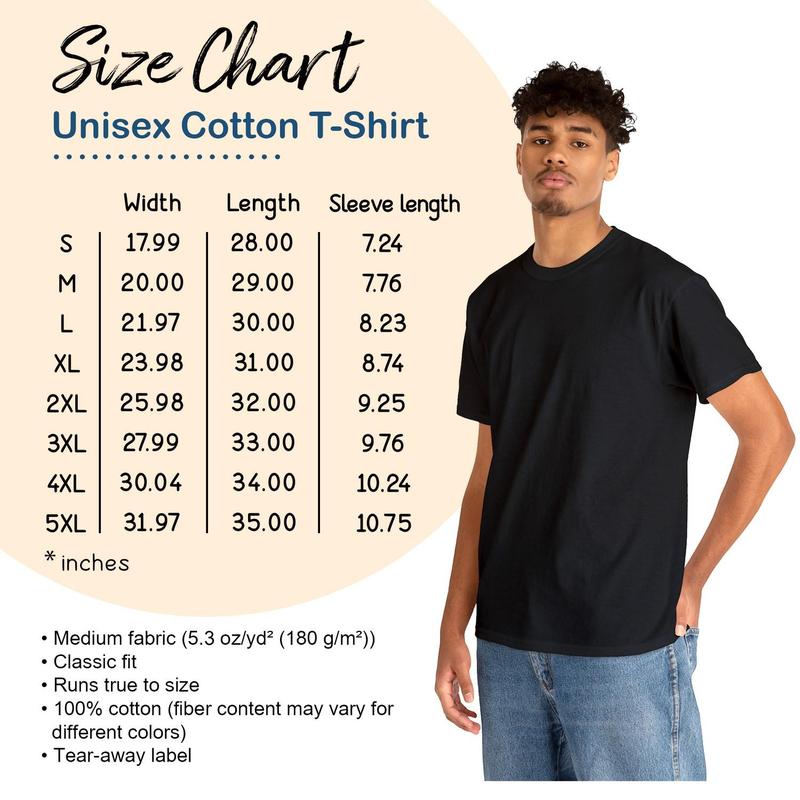 Size Chart
Unisex Cotton T-Shirt
Width Length Sleeve length
S 17.99 28.00 7.24
M 20.00 29.00 7.76
L 21.97 30.00 8.23
XL 23.98 31.00 8.74
2XL 25.98 32.00 9.25
3XL 27.99 33.00 9.76
4XL 30.04 34.00 10.24
5XL 31.97 35.00 10.75
* inches
• Medium fabric (5.3 oz/yd² (180 g/m²))
• Classic fit
• Runs true to size
• 100% cotton (fiber content may vary for
different colors)
• Tear-away label